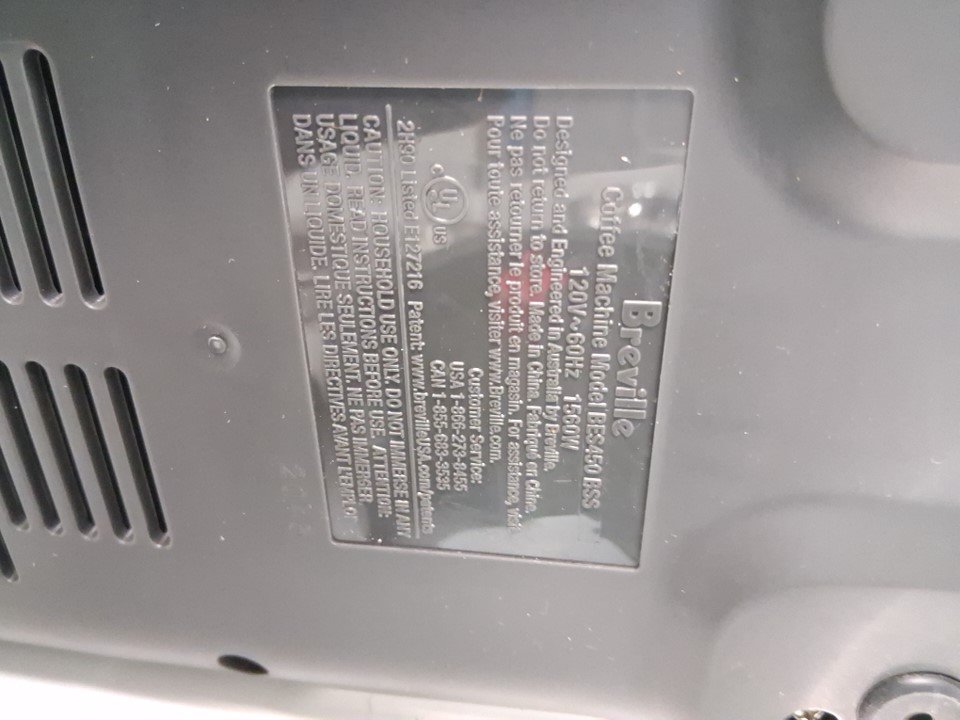 Breville
Coffee Machine Model BES450 BSS
120V~60Hz 1560W
Designed and Engineered in Australia by Breville.
Do not return to store. Made in China. Fabriqué en Chine.
Ne pas retourner le produit en magasin. For assistance, visit
Pour toute assistance, visiter www.Breville.com.
Customer Service:
USA 1-866-273-8455
CAN 1-855-683-3535
C UL US
2H90 Listed E127216 Patent: www.brevilleUSA.com/patents
CAUTION: HOUSEHOLD USE ONLY. DO NOT IMMERSE IN ANY
LIQUID. READ INSTRUCTIONS BEFORE USE. ATTENTION:
USAGE DOMESTIQUE SEULEMENT. NE PAS IMMERGER
DANS UN LIQUIDE. LIRE LES DIRECTIVES AVANT L'EMPLOI